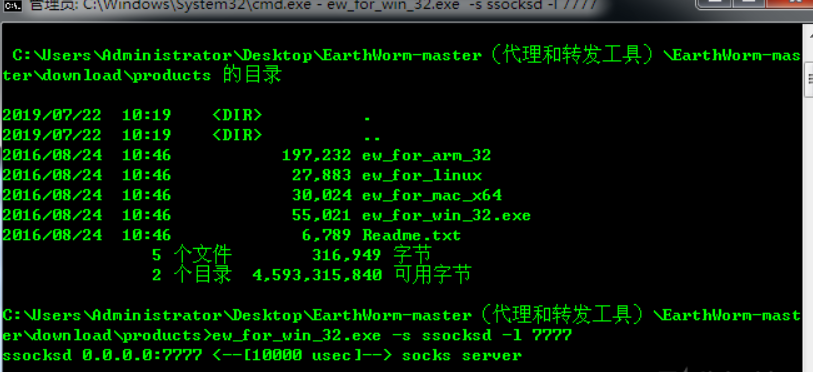 管理员: C:\Windows\System32\cmd.exe - ew_for_win_32.exe -s ssocksd -l 7777
C:\Users\Administrator\Desktop\EarthWorm-master（代理和转发工具）\EarthWorm-mas
ter\download\products 的目录
2019/07/22 10:19 <DIR> .
2019/07/22 10:19 <DIR> ..
2016/08/24 10:46 197,232 ew_for_arm_32
2016/08/24 10:46 27,883 ew_for_linux
2016/08/24 10:46 30,024 ew_for_mac_x64
2016/08/24 10:46 55,021 ew_for_win_32.exe
2016/08/24 10:46 6,789 Readme.txt
5 个文件 316,949 字节
2 个目录 4,593,315,840 可用字节
C:\Users\Administrator\Desktop\EarthWorm-master（代理和转发工具）\EarthWorm-mast
er\download\products>ew_for_win_32.exe -s ssocksd -l 7777
ssocksd 0.0.0.0:7777 <--[10000 usec]--> socks server